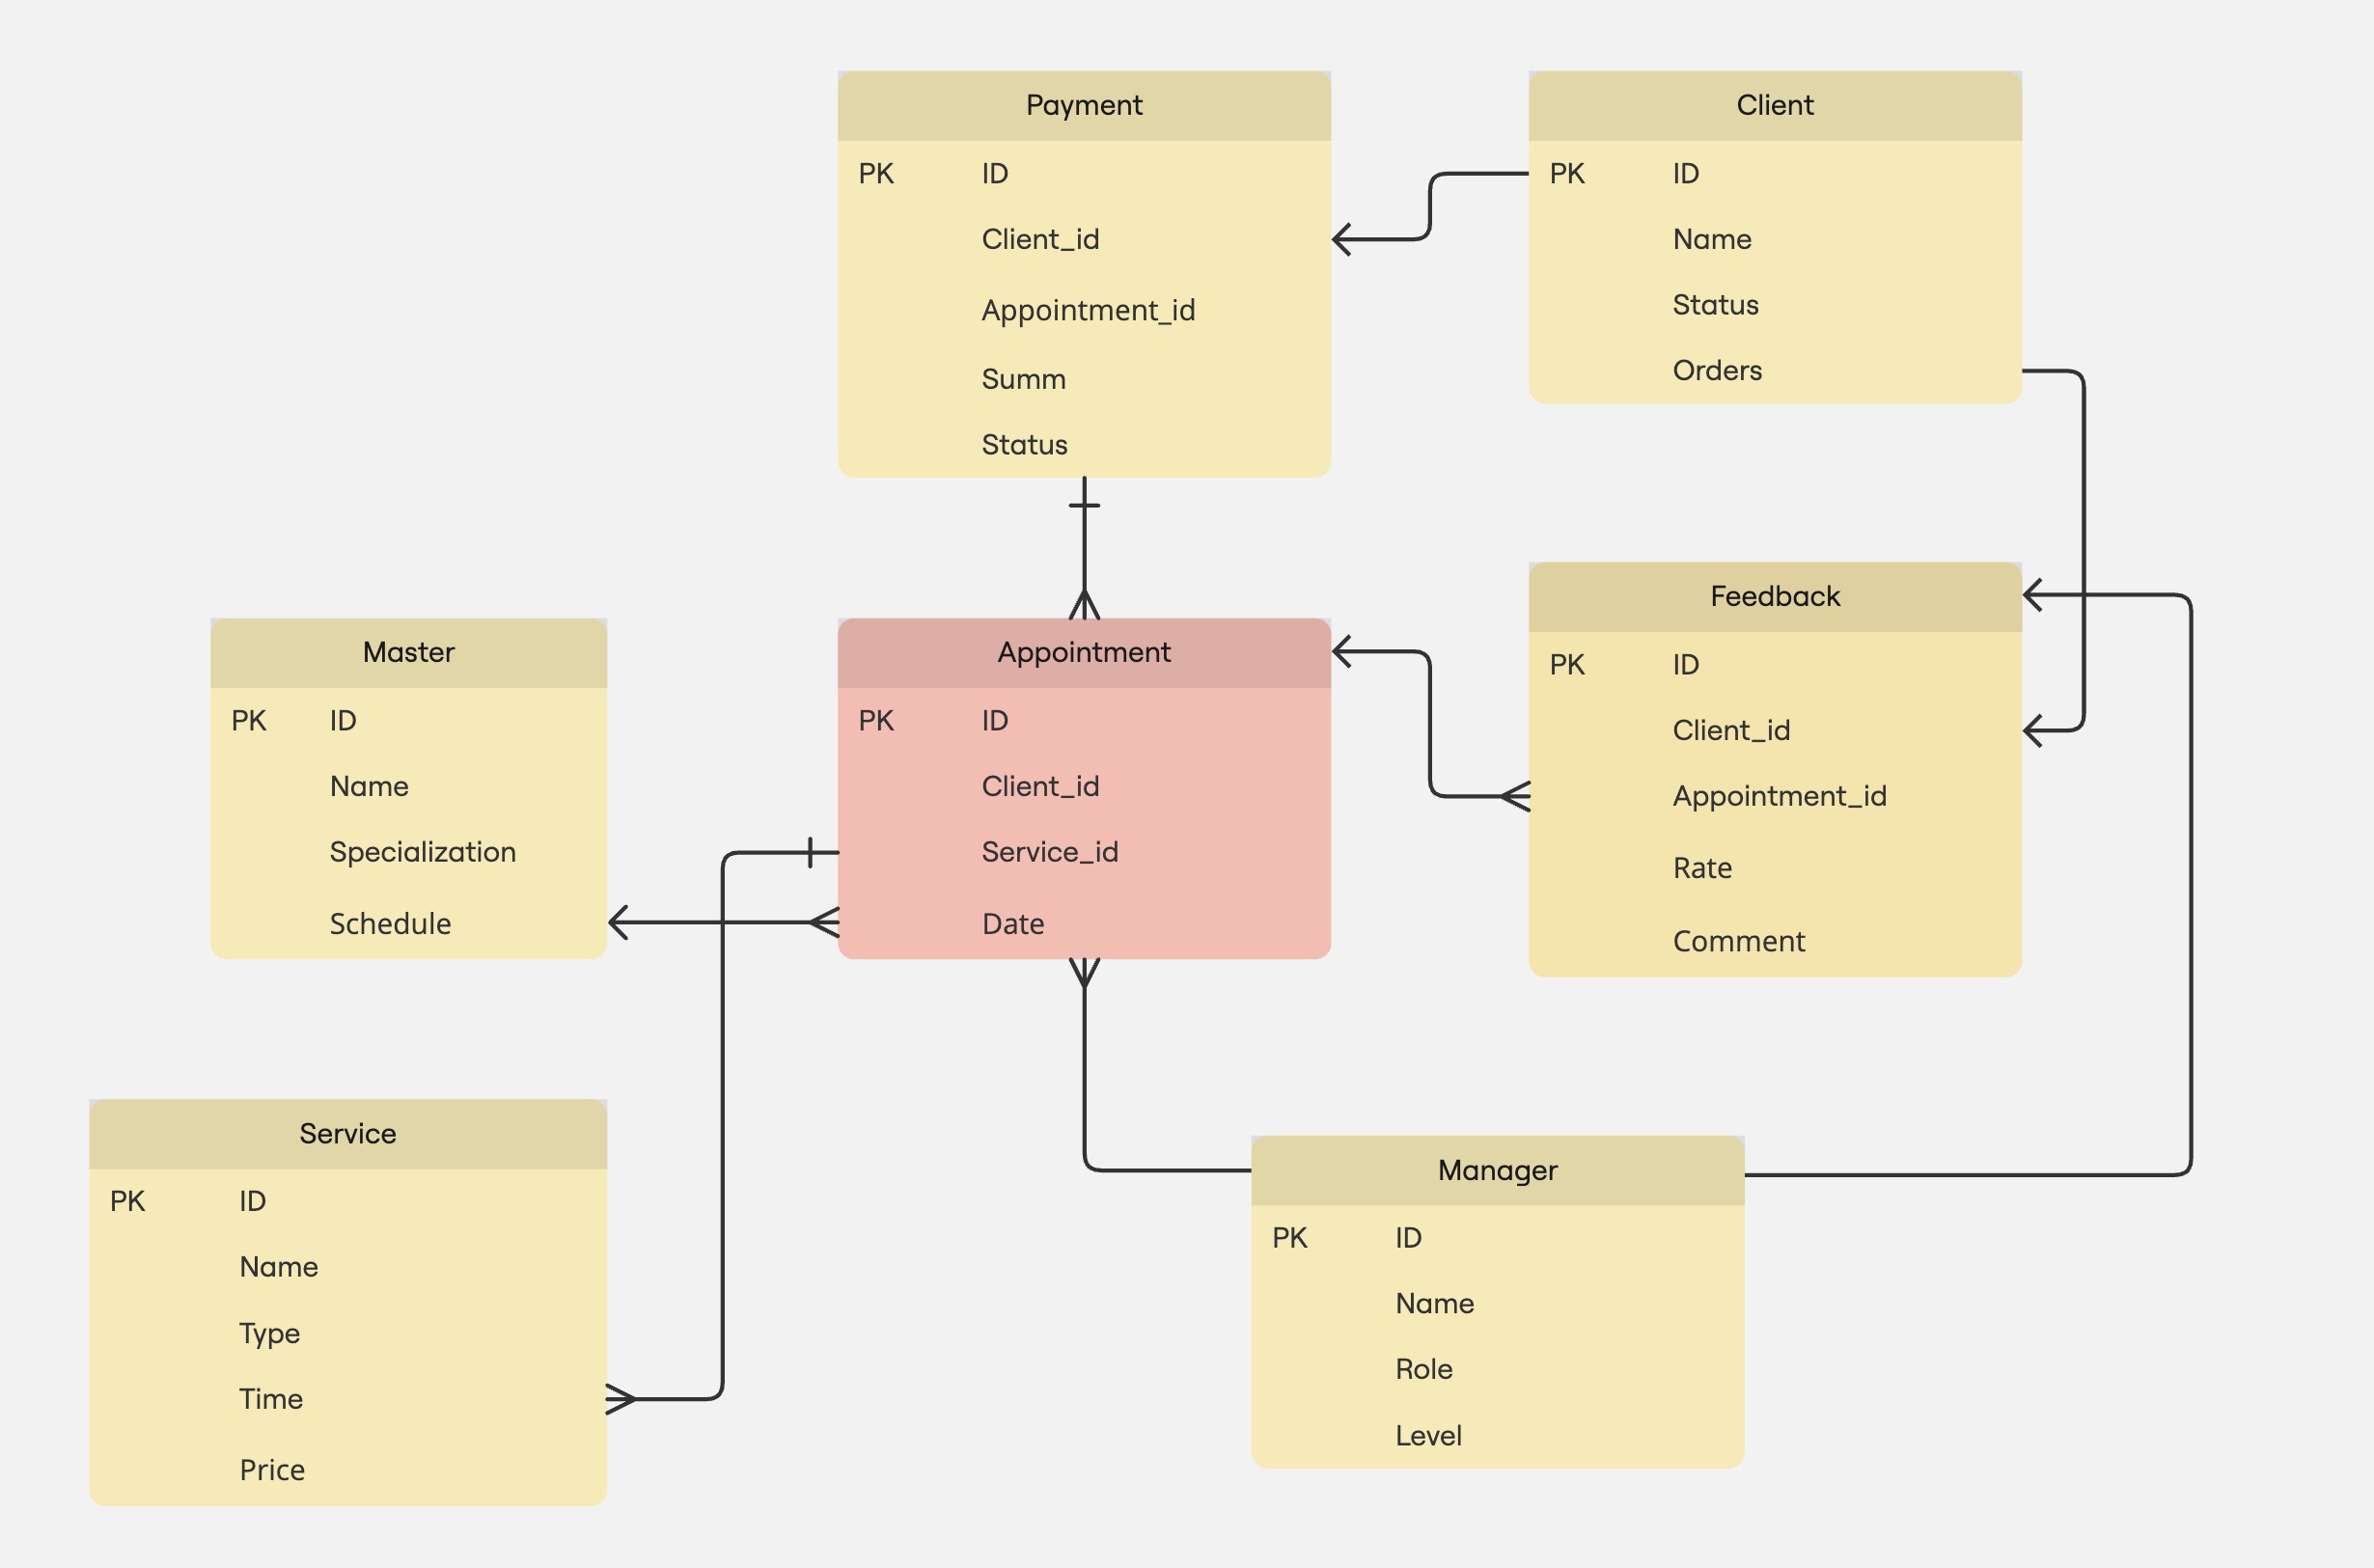 Payment
PK ID
Client_id
Appointment_id
Summ
Status
Client
PK ID
Name
Status
Orders
Master
PK ID
Name
Specialization
Schedule
Appointment
PK ID
Client_id
Service_id
Date
Feedback
PK ID
Client_id
Appointment_id
Rate
Comment
Service
PK ID
Name
Type
Time
Price
Manager
PK ID
Name
Role
Level